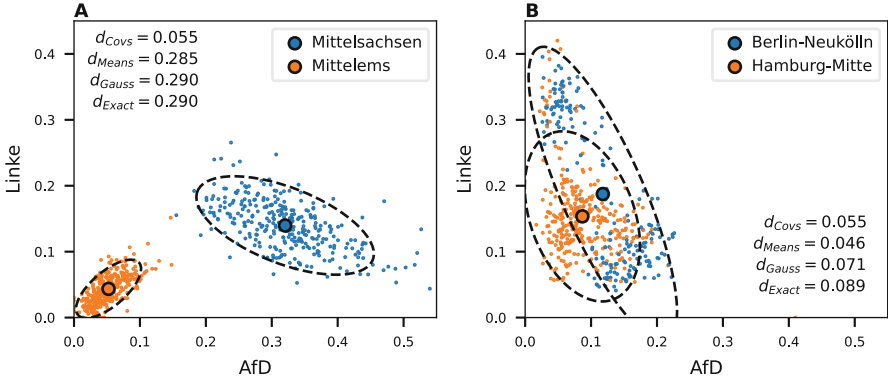 A
d_Covs = 0.055
d_Means = 0.285
d_Gauss = 0.290
d_Exact = 0.290
Mittelsachsen
Mittelems
Linke
0.4
0.3
0.2
0.1
0.0
0.0 0.1 0.2 0.3 0.4 0.5
AfD
B
Berlin-Neukölln
Hamburg-Mitte
d_Covs = 0.055
d_Means = 0.046
d_Gauss = 0.071
d_Exact = 0.089
Linke
0.4
0.3
0.2
0.1
0.0
0.0 0.1 0.2 0.3 0.4 0.5
AfD